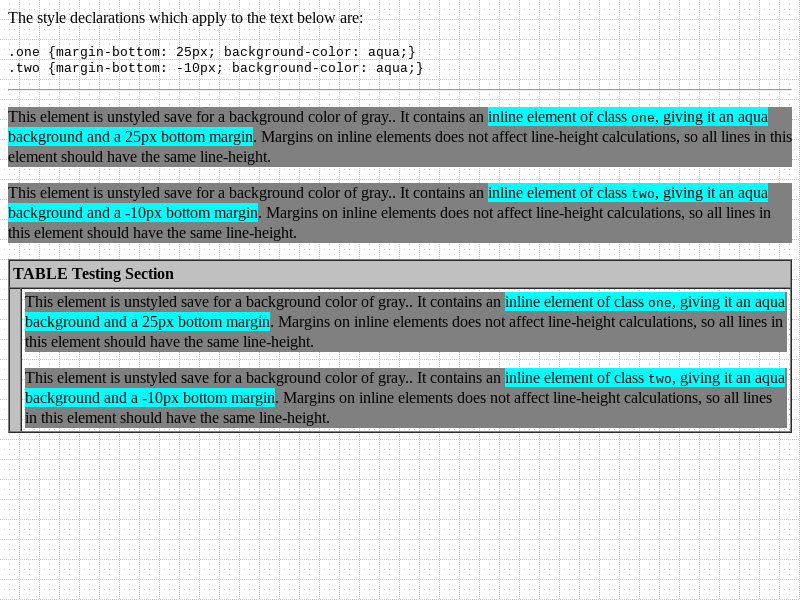 The style declarations which apply to the text below are:
.one {margin-bottom: 25px; background-color: aqua;}
.two {margin-bottom: -10px; background-color: aqua;}
This element is unstyled save for a background color of gray.. It contains an inline element of class one, giving it an aqua
background and a 25px bottom margin. Margins on inline elements does not affect line-height calculations, so all lines in this
element should have the same line-height.
This element is unstyled save for a background color of gray.. It contains an inline element of class two, giving it an aqua
background and a -10px bottom margin. Margins on inline elements does not affect line-height calculations, so all lines in
this element should have the same line-height.
TABLE Testing Section
This element is unstyled save for a background color of gray.. It contains an inline element of class one, giving it an aqua
background and a 25px bottom margin. Margins on inline elements does not affect line-height calculations, so all lines in
this element should have the same line-height.
This element is unstyled save for a background color of gray.. It contains an inline element of class two, giving it an aqua
background and a -10px bottom margin. Margins on inline elements does not affect line-height calculations, so all lines
in this element should have the same line-height.